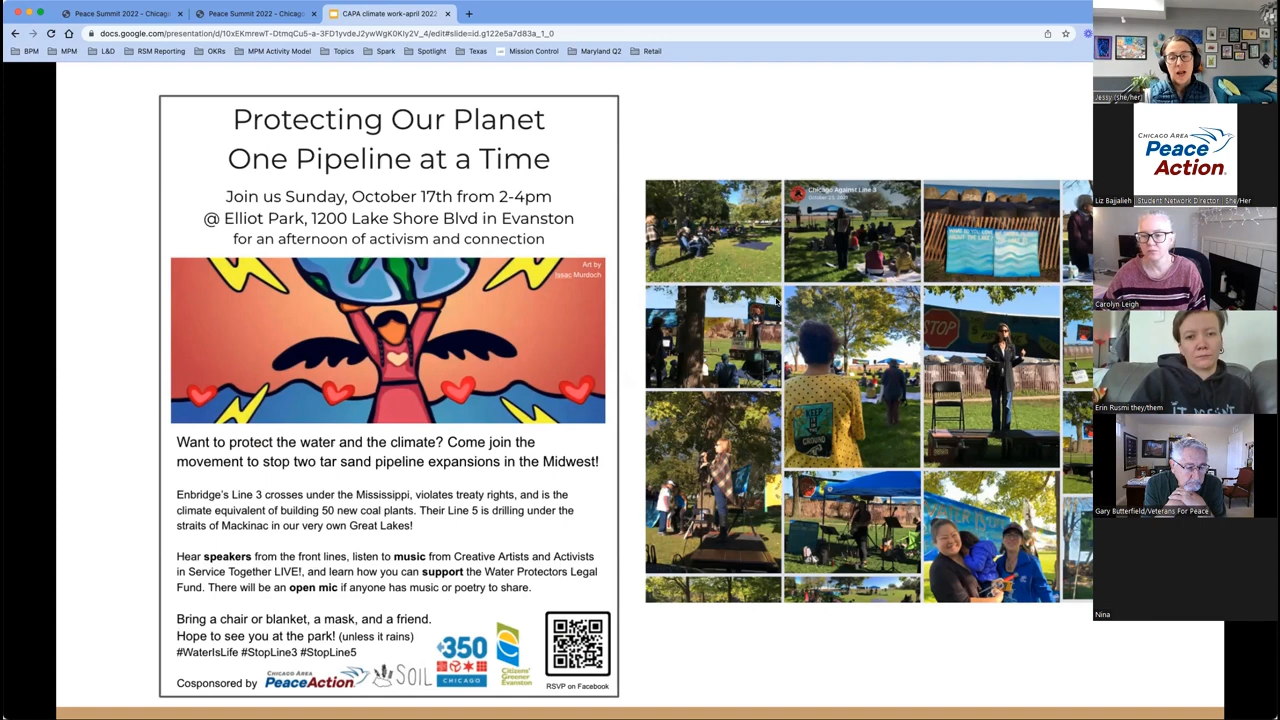 Peace Summit 2022 - Chicag
Peace Summit 2022 - Chicag
CAPA climate work-april 2022
docs.google.com/presentation/d/10xEKmrewT-DtmqCu5-a-3FD1yvdeJ2ywWgK0Kly2V_4/edit#slide=id.g122e5a7d83a_1_0
BPM MPM L&D RSM Reporting OKRs MPM Activity Model Topics Spark Spotlight Texas Mission Control Maryland Q2 Retail
Protecting Our Planet
One Pipeline at a Time
Join us Sunday, October 17th from 2-4pm
@ Elliot Park, 1200 Lake Shore Blvd in Evanston
for an afternoon of activism and connection
Art by
Issac Murdoch
Want to protect the water and the climate? Come join the
movement to stop two tar sand pipeline expansions in the Midwest!
Enbridge's Line 3 crosses under the Mississippi, violates treaty rights, and is the
climate equivalent of building 50 new coal plants. Their Line 5 is drilling under the
straits of Mackinac in our very own Great Lakes!
Hear speakers from the front lines, listen to music from Creative Artists and Activists
in Service Together LIVE!, and learn how you can support the Water Protectors Legal
Fund. There will be an open mic if anyone has music or poetry to share.
Bring a chair or blanket, a mask, and a friend.
Hope to see you at the park! (unless it rains)
#WaterIsLife #StopLine3 #StopLine5
Cosponsored by
CHICAGO AREA
PeaceAction
SOIL
350
CHICAGO
Citizens'
Greener
Evanston
RSVP on Facebook
Chicago Against Line 3
October 23, 2021
STOP
KEEP
IN
THE
GROUND
WATER
Jessy (she/her)
CHICAGO AREA
Peace
Action
Liz Bajjalieh | Student Network Director | She/Her
Carolyn Leigh
Erin Rusmi they/them
Gary Butterfield/Veterans For Peace
Nina